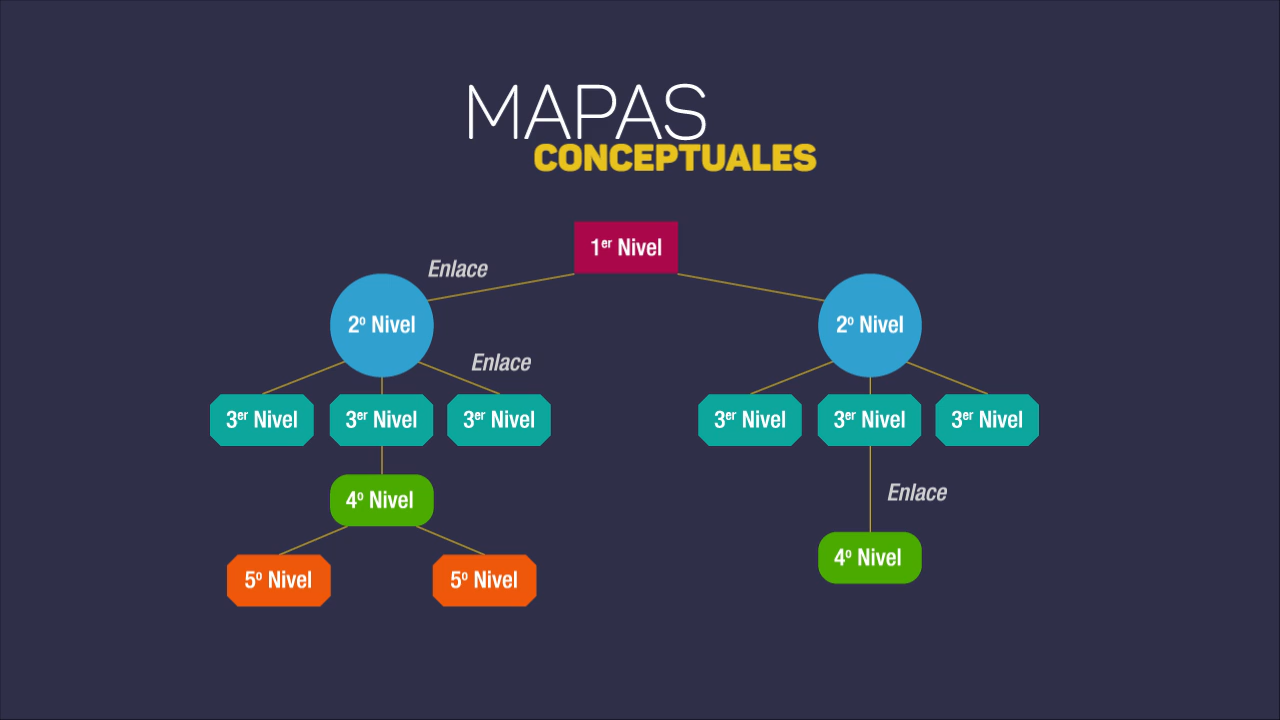 MAPAS
CONCEPTUALES
1er Nivel
Enlace
2º Nivel
2º Nivel
Enlace
3er Nivel
3er Nivel
3er Nivel
3er Nivel
3er Nivel
3er Nivel
4º Nivel
Enlace
4º Nivel
5º Nivel
5º Nivel